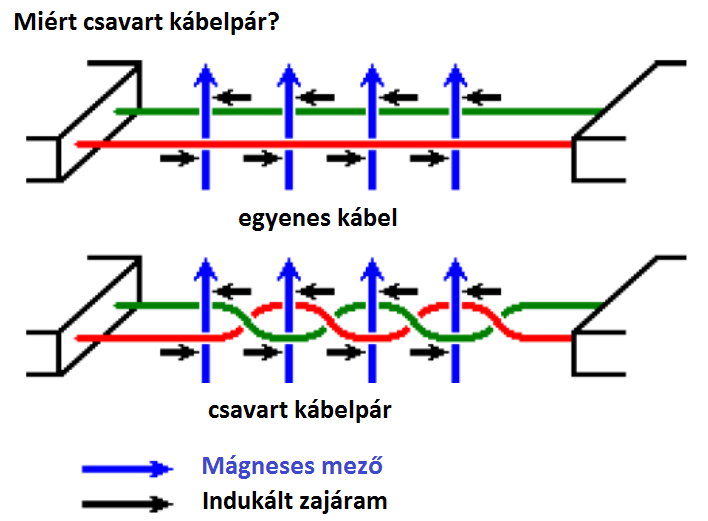 Miért csavart kábelpár?
egyenes kábel
csavart kábelpár
Mágneses mező
Indukált zajáram